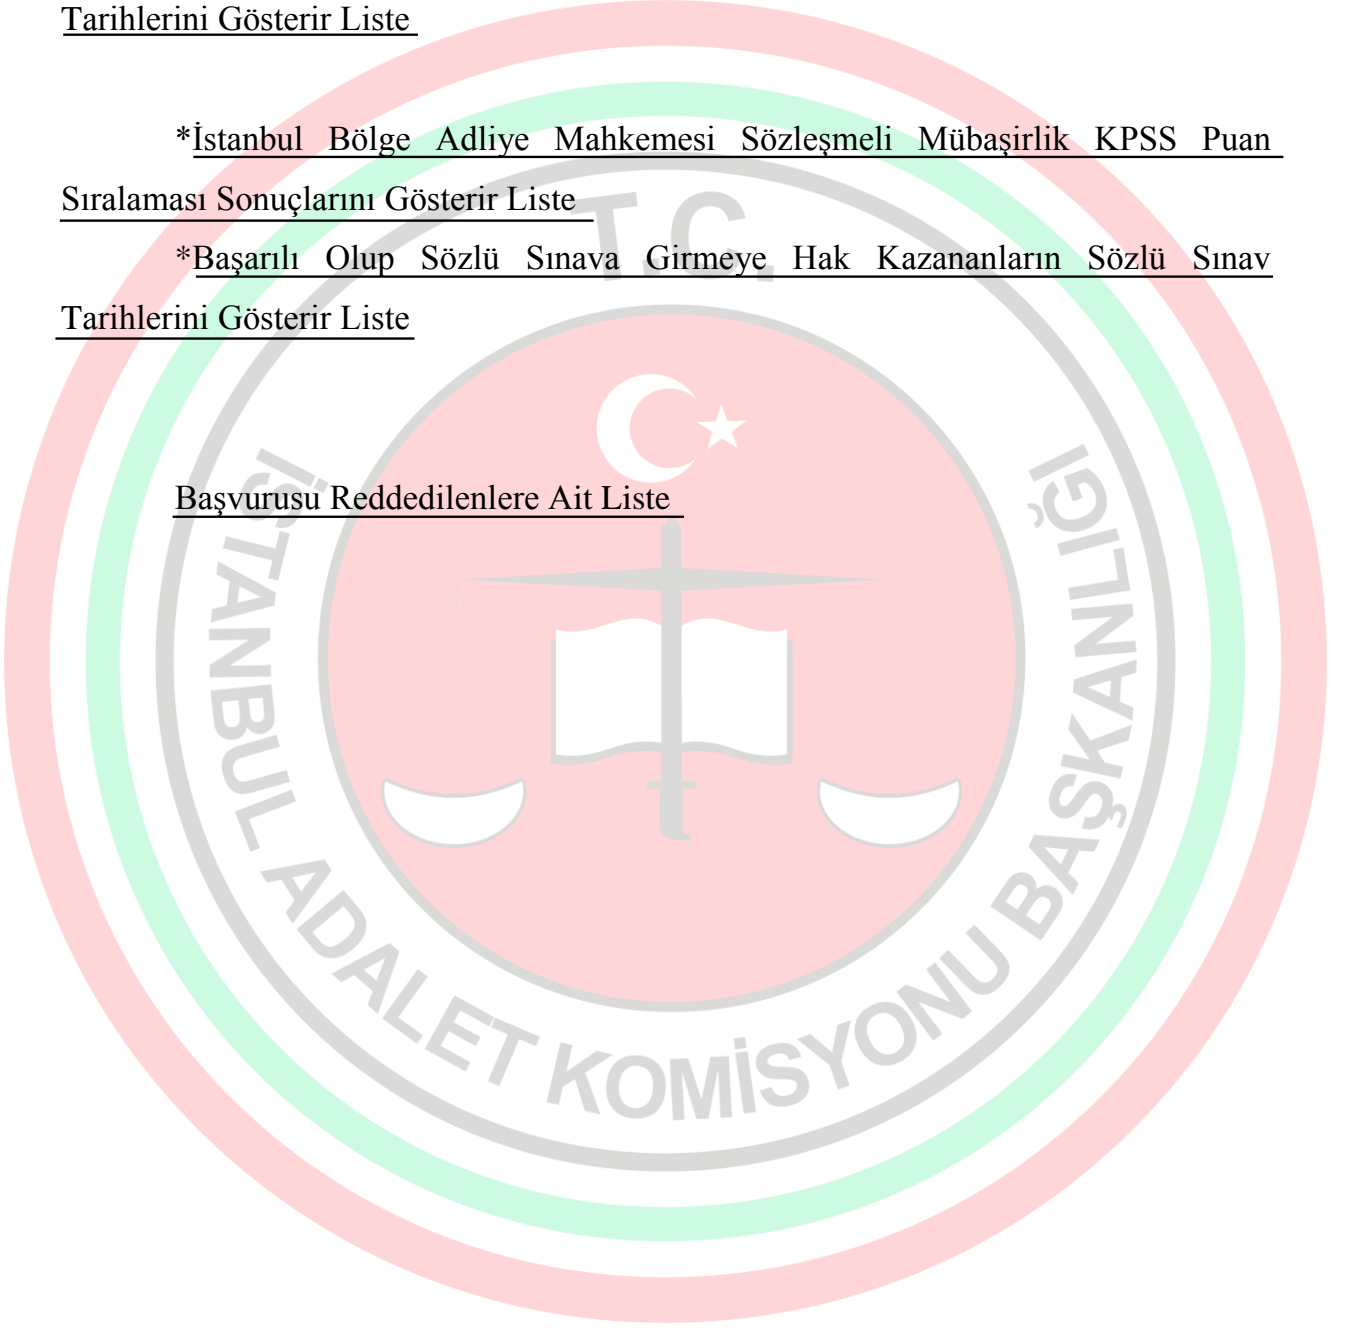 Tarihlerini Gösterir Liste
*İstanbul Bölge Adliye Mahkemesi Sözleşmeli Mübaşirlik KPSS Puan
Sıralaması Sonuçlarını Gösterir Liste
*Başarılı Olup Sözlü Sınava Girmeye Hak Kazananların Sözlü Sınav
Tarihlerini Gösterir Liste
Başvurusu Reddedilenlere Ait Liste
T.C.
İSTANBUL ADALET KOMİSYONU BAŞKANLIĞI